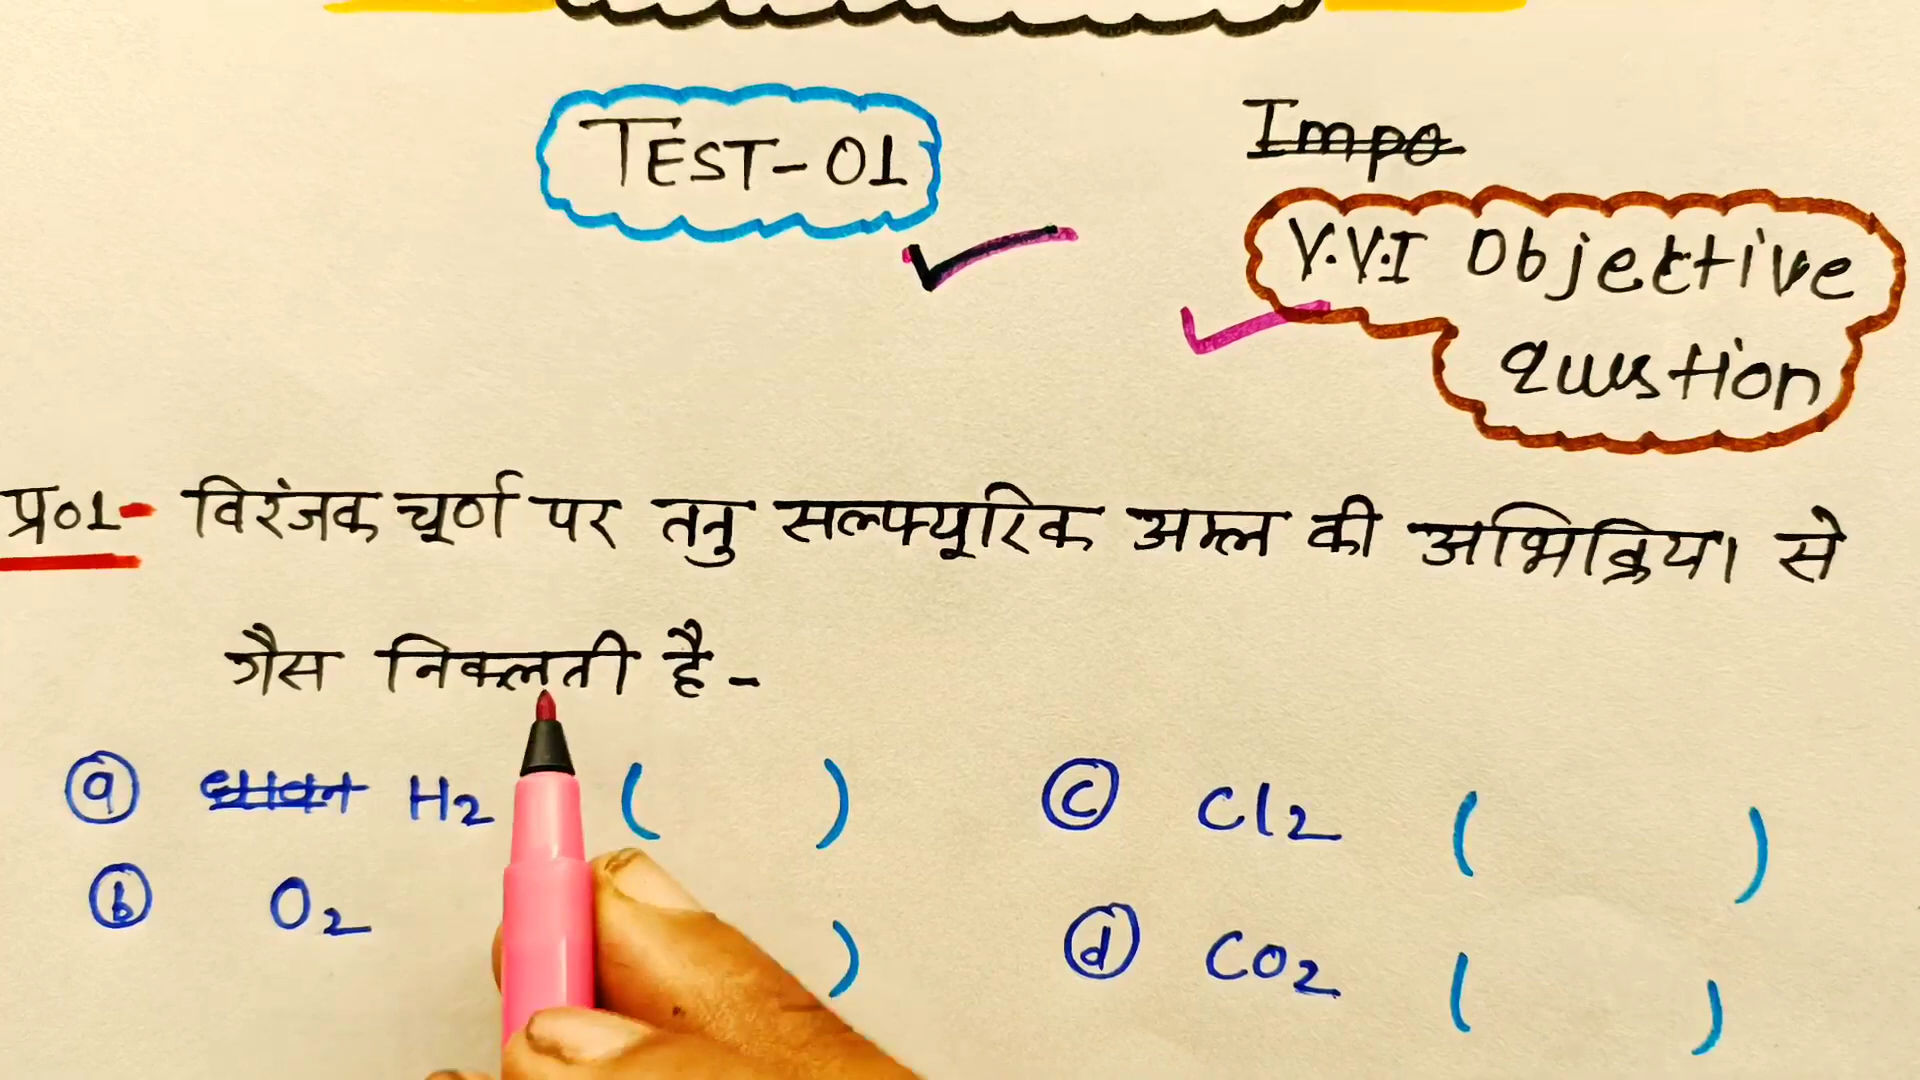 TEST-01
Impo
V.V.I Objective
question
प्र01- विरंजक चूर्ण पर तनु सल्फ्यूरिक अम्ल की अभिक्रिया से
गैस निकलती है-
(a) H2 ( )
(b) O2 )
(c) Cl2 ( )
(d) CO2 ( )